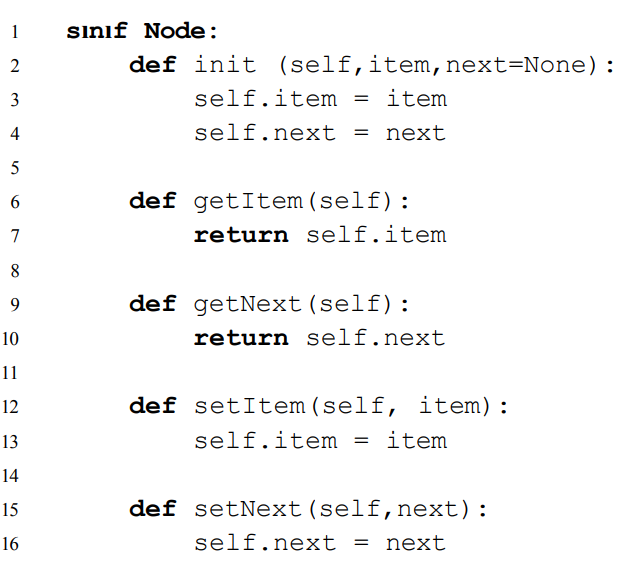 1 sınıf Node:
2 def init (self,item,next=None):
3 self.item = item
4 self.next = next
5
6 def getItem(self):
7 return self.item
8
9 def getNext(self):
10 return self.next
11
12 def setItem(self, item):
13 self.item = item
14
15 def setNext(self,next):
16 self.next = next